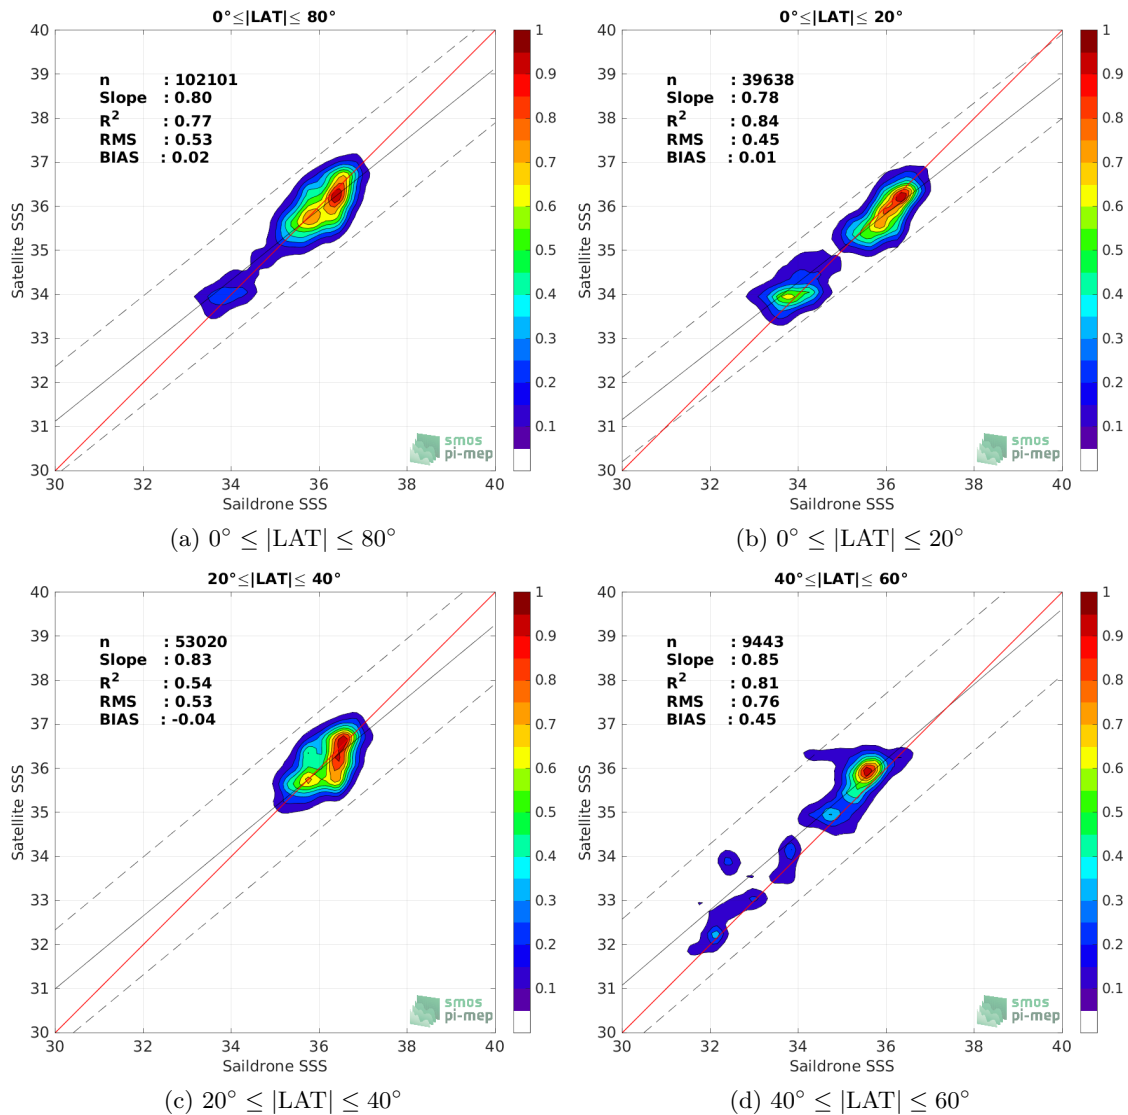 0°≤|LAT|≤ 80°
n : 102101
Slope : 0.80
R² : 0.77
RMS : 0.53
BIAS : 0.02
Satellite SSS
40
39
38
37
36
35
34
33
32
31
30
30 32 34 36 38 40
Saildrone SSS
1
0.9
0.8
0.7
0.6
0.5
0.4
0.3
0.2
0.1
smos
pi-mep
(a) 0° ≤ |LAT| ≤ 80°
0°≤|LAT|≤ 20°
n : 39638
Slope : 0.78
R² : 0.84
RMS : 0.45
BIAS : 0.01
Satellite SSS
40
39
38
37
36
35
34
33
32
31
30
30 32 34 36 38 40
Saildrone SSS
1
0.9
0.8
0.7
0.6
0.5
0.4
0.3
0.2
0.1
smos
pi-mep
(b) 0° ≤ |LAT| ≤ 20°
20°≤|LAT|≤ 40°
n : 53020
Slope : 0.83
R² : 0.54
RMS : 0.53
BIAS : -0.04
Satellite SSS
40
39
38
37
36
35
34
33
32
31
30
30 32 34 36 38 40
Saildrone SSS
1
0.9
0.8
0.7
0.6
0.5
0.4
0.3
0.2
0.1
smos
pi-mep
(c) 20° ≤ |LAT| ≤ 40°
40°≤|LAT|≤ 60°
n : 9443
Slope : 0.85
R² : 0.81
RMS : 0.76
BIAS : 0.45
Satellite SSS
40
39
38
37
36
35
34
33
32
31
30
30 32 34 36 38 40
Saildrone SSS
1
0.9
0.8
0.7
0.6
0.5
0.4
0.3
0.2
0.1
smos
pi-mep
(d) 40° ≤ |LAT| ≤ 60°